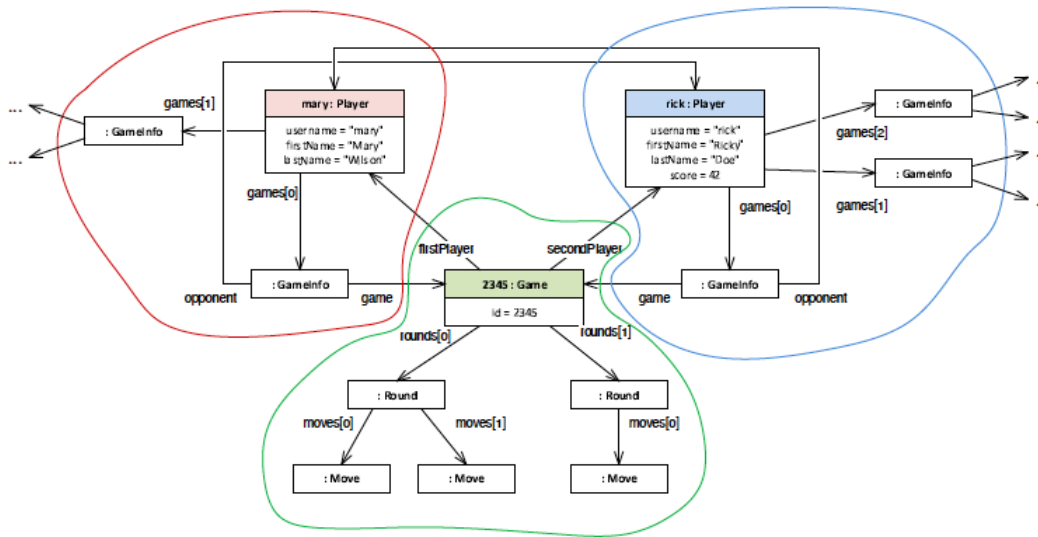 games[1]
...
...
: GameInfo
mary : Player
username = "mary"
firstName = "Mary"
lastName = "Wilson"
games[0]
: GameInfo
opponent
game
firstPlayer
rick : Player
username = "rick"
firstName = "Ricky"
lastName = "Doe"
score = 42
: GameInfo
games[2]
: GameInfo
games[1]
games[0]
: GameInfo
game
opponent
secondPlayer
2345 : Game
id = 2345
rounds[0]
rounds[1]
: Round
: Round
moves[0]
moves[1]
moves[0]
: Move
: Move
: Move